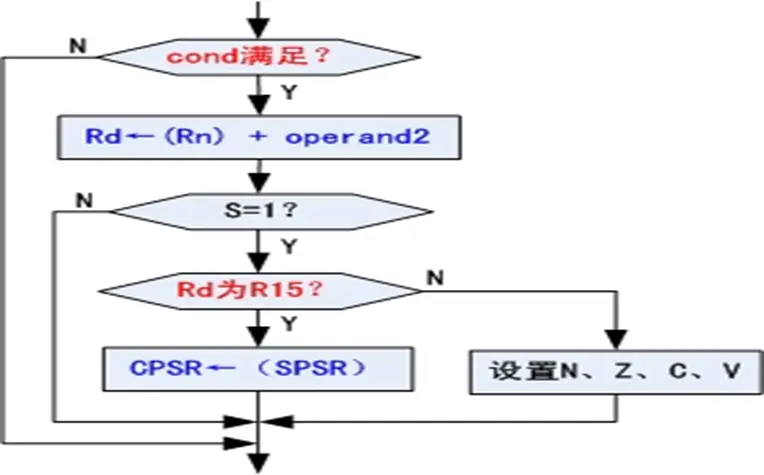 N
cond满足？
Y
Rd←(Rn) + operand2
N
S=1？
Y
Rd为R15？
N
Y
CPSR← （SPSR）
设置N、Z、C、V